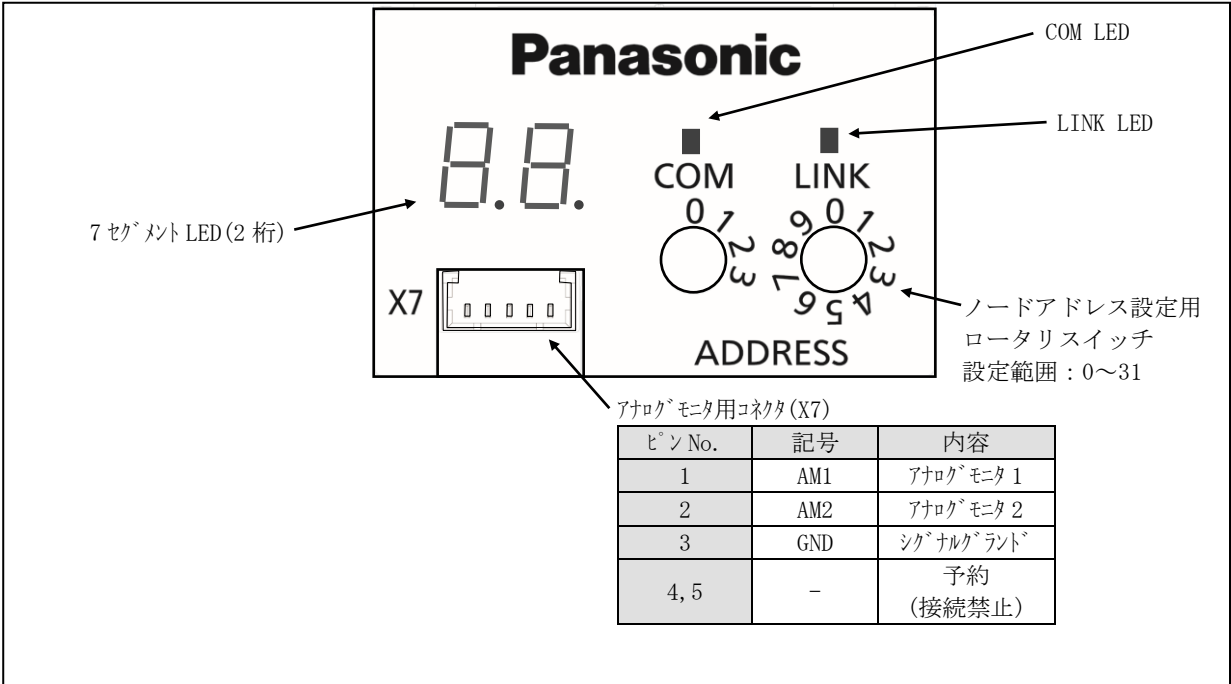 Panasonic
COM LED
LINK LED
8.8.
COM LINK
0 1 2 3
0 1 2 3 4 5 6 7 8 9
7 ｾｸﾞﾒﾝﾄ LED(2 桁)
X7
ADDRESS
ノードアドレス設定用
ロータリスイッチ
設定範囲：0～31
ｱﾅﾛｸﾞﾓﾆﾀ用ｺﾈｸﾀ(X7)
ﾋﾟﾝ No. 記号 内容
1 AM1 ｱﾅﾛｸﾞﾓﾆﾀ 1
2 AM2 ｱﾅﾛｸﾞﾓﾆﾀ 2
3 GND ｼｸﾞﾅﾙｸﾞﾗﾝﾄﾞ
4,5 - 予約
(接続禁止)